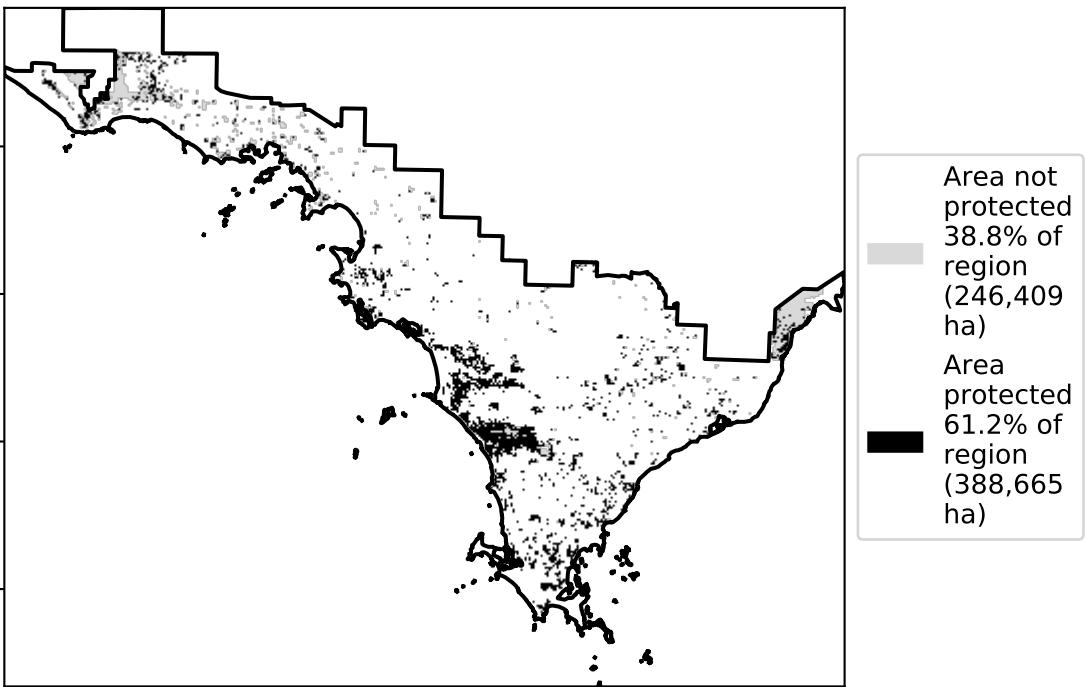 Area not
protected
38.8% of
region
(246,409
ha)
Area
protected
61.2% of
region
(388,665
ha)